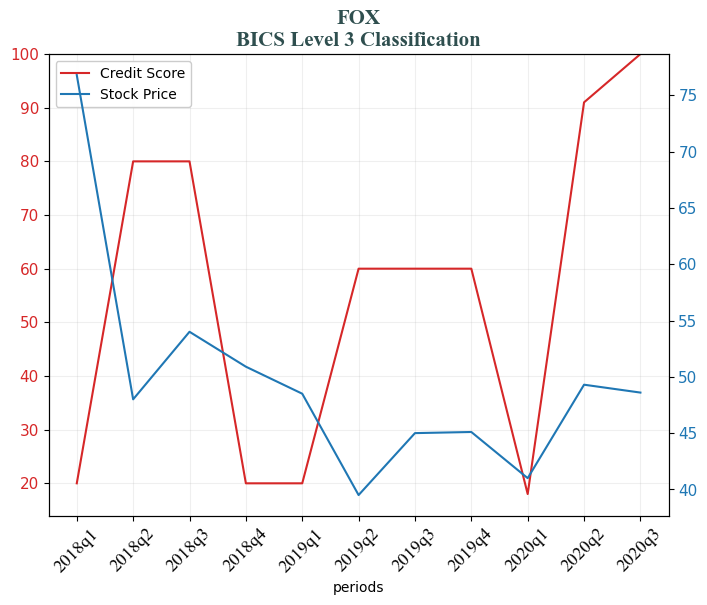 FOX
BICS Level 3 Classification
Credit Score
Stock Price
100
90
80
70
60
50
40
30
20
75
70
65
60
55
50
45
40
2018q1
2018q2
2018q3
2018q4
2019q1
2019q2
2019q3
2019q4
2020q1
2020q2
2020q3
periods